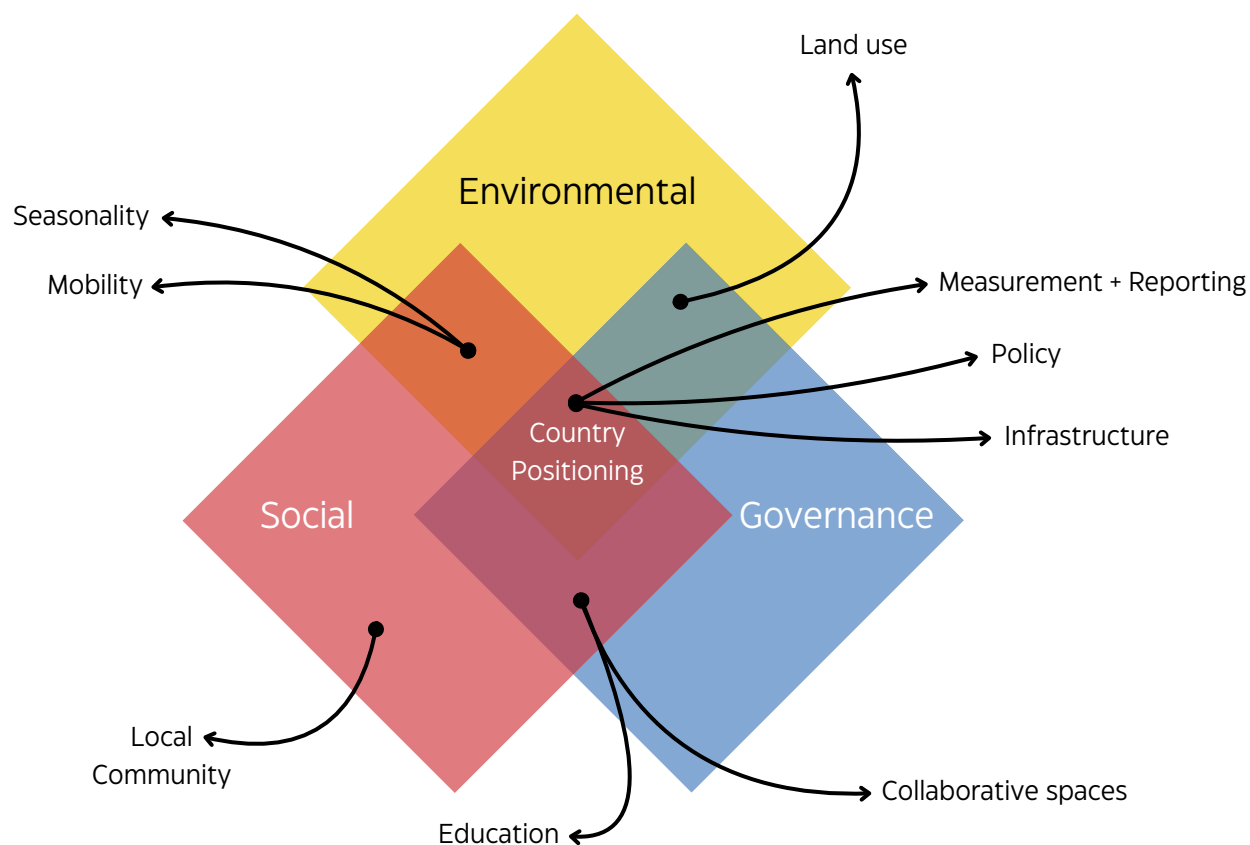 Land use
Environmental
Seasonality
Mobility
Measurement + Reporting
Policy
Country
Positioning
Infrastructure
Social
Governance
Local
Community
Collaborative spaces
Education